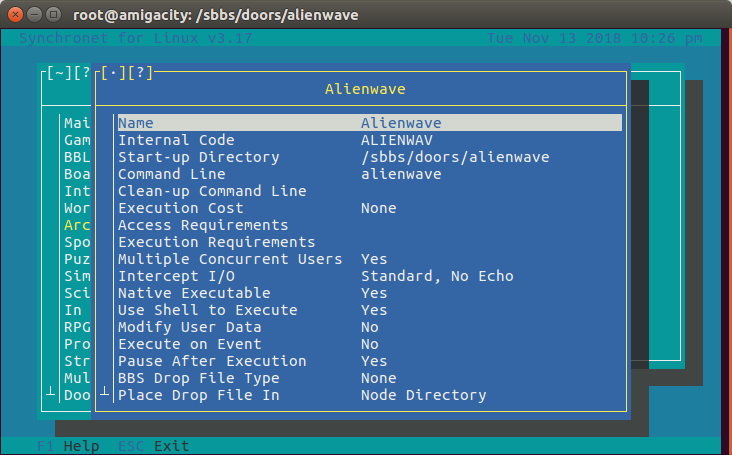 root@amigacity: /sbbs/doors/alienwave
Synchronet for Linux v3.17 Tue Nov 13 2018 10:26 pm
[~][? [·][?]
Alienwave
Mai Name Alienwave
Gam Internal Code ALIENWAV
BBL Start-up Directory /sbbs/doors/alienwave
Boa Command Line alienwave
Int Clean-up Command Line
Wor Execution Cost None
Arc Access Requirements
Spo Execution Requirements
Puz Multiple Concurrent Users Yes
Sim Intercept I/O Standard, No Echo
Sci Native Executable Yes
In Use Shell to Execute Yes
RPG Modify User Data No
Pro Execute on Event No
Str Pause After Execution Yes
Mul BBS Drop File Type None
Doo Place Drop File In Node Directory
F1 Help ESC Exit